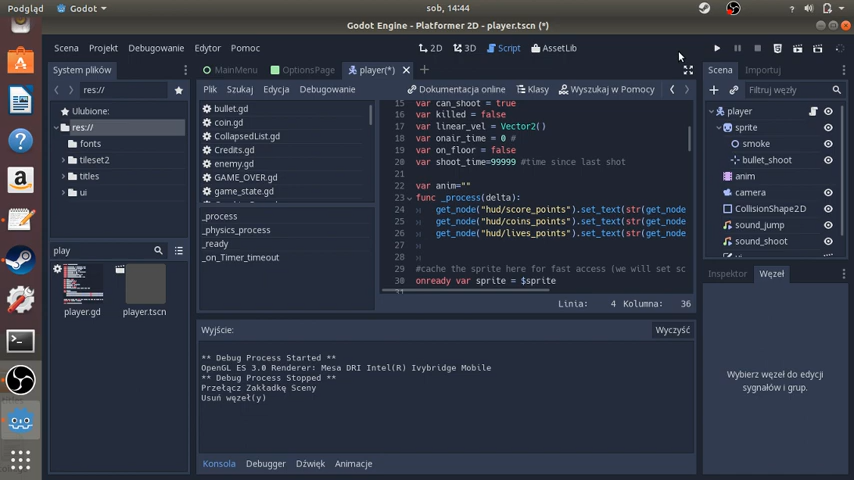 Podgląd Godot sob, 14:44
Godot Engine - Platformer 2D - player.tscn (*)
Scena Projekt Debugowanie Edytor Pomoc 2D 3D Script AssetLib
System plików MainMenu OptionsPage player(*) Scena Importuj
res:// Plik Szukaj Edycja Debugowanie Dokumentacja online Klasy Wyszukaj w Pomocy Filtruj węzły
Ulubione:
res://
fonts
tileset2
titles
ui
play
player.gd player.tscn
bullet.gd
coin.gd
CollapsedList.gd
Credits.gd
enemy.gd
GAME_OVER.gd
game_state.gd
_process
_physics_process
_ready
_on_Timer_timeout
15 var can_shoot = true
16 var killed = false
17 var linear_vel = Vector2()
18 var onair_time = 0 #
19 var on_floor = false
20 var shoot_time=99999 #time since last shot
21
22 var anim=""
23 func _process(delta):
24 get_node("hud/score_points").set_text(str(get_node
25 get_node("hud/coins_points").set_text(str(get_node
26 get_node("hud/lives_points").set_text(str(get_node
27
28
29 #cache the sprite here for fast access (we will set sc
30 onready var sprite = $sprite
Linia: 4 Kolumna: 36
player
sprite
smoke
bullet_shoot
anim
camera
CollisionShape2D
sound_jump
sound_shoot
Inspektor Węzeł
Wybierz węzeł do edycji
sygnałów i grup.
Wyjście: Wyczyść
** Debug Process Started **
OpenGL ES 3.0 Renderer: Mesa DRI Intel(R) Ivybridge Mobile
** Debug Process Stopped **
Przełącz Zakładkę Sceny
Usuń węzeł(y)
Konsola Debugger Dźwięk Animacje